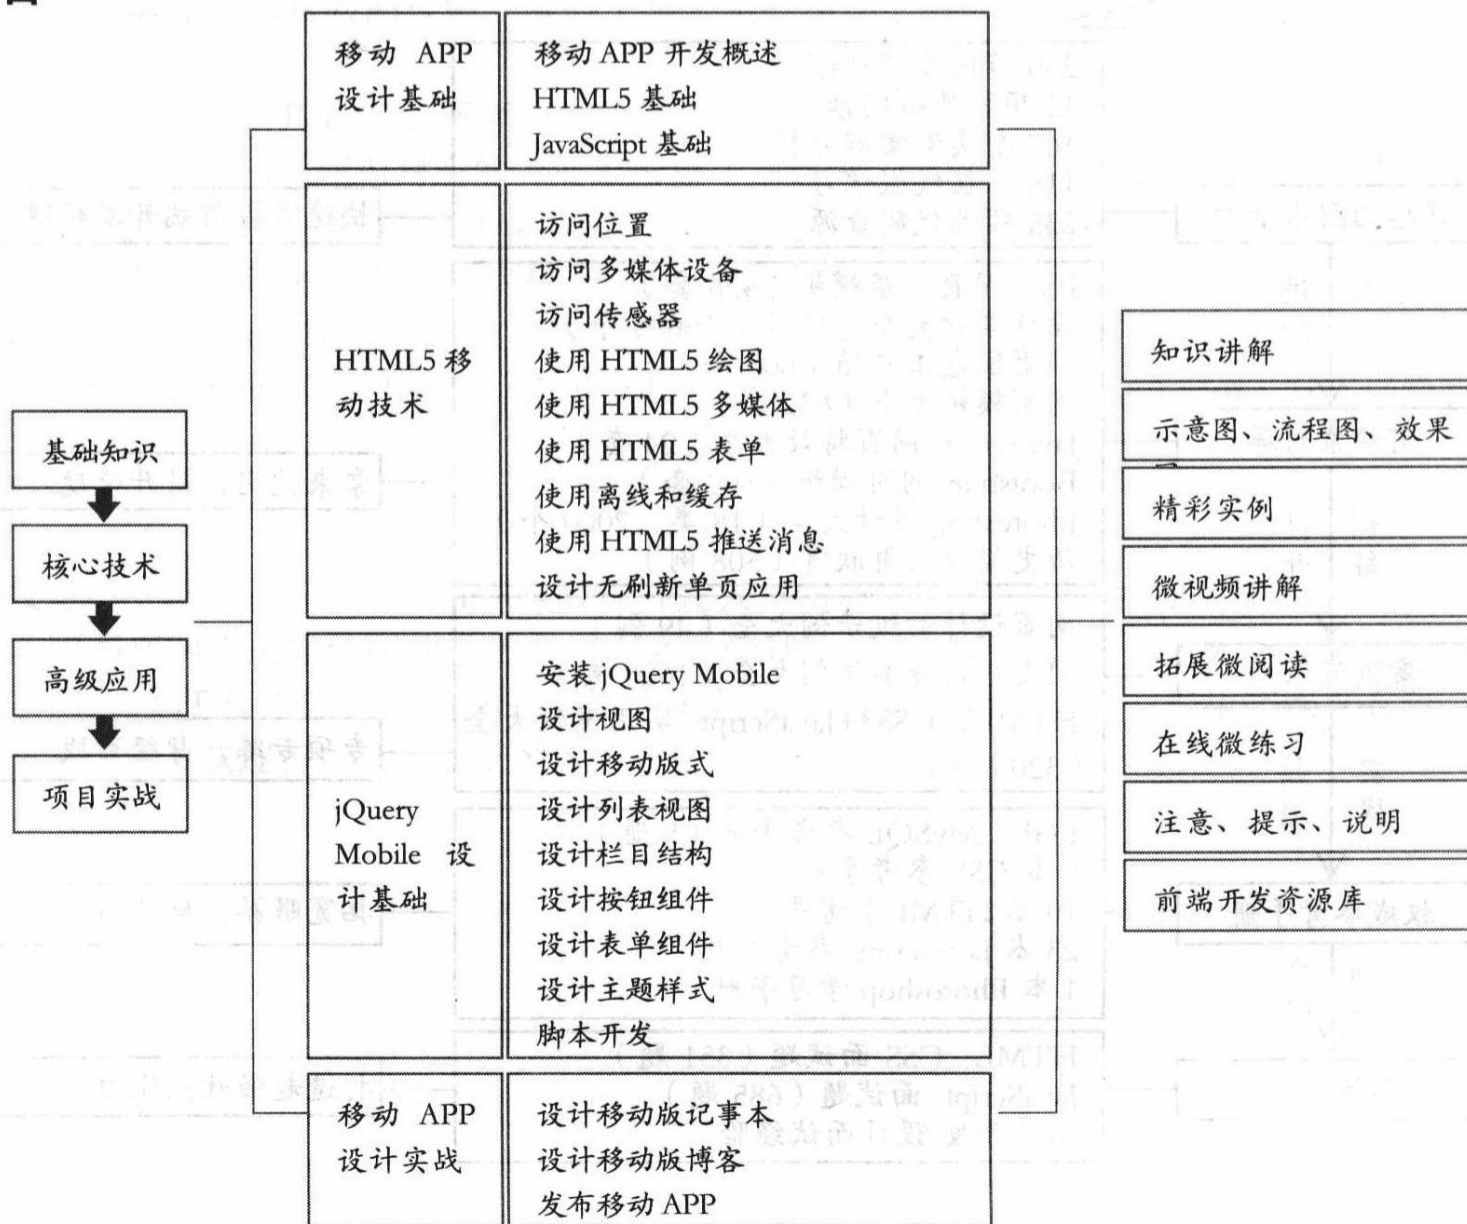 基础知识
核心技术
高级应用
项目实战
移动 APP
设计基础
移动 APP 开发概述
HTML5 基础
JavaScript 基础
HTML5 移
动技术
访问位置
访问多媒体设备
访问传感器
使用 HTML5 绘图
使用 HTML5 多媒体
使用 HTML5 表单
使用离线和缓存
使用 HTML5 推送消息
设计无刷新单页应用
jQuery
Mobile 设
计基础
安装 jQuery Mobile
设计视图
设计移动版式
设计列表视图
设计栏目结构
设计按钮组件
设计表单组件
设计主题样式
脚本开发
移动 APP
设计实战
设计移动版记事本
设计移动版博客
发布移动 APP
知识讲解
示意图、流程图、效果
精彩实例
微视频讲解
拓展微阅读
在线微练习
注意、提示、说明
前端开发资源库